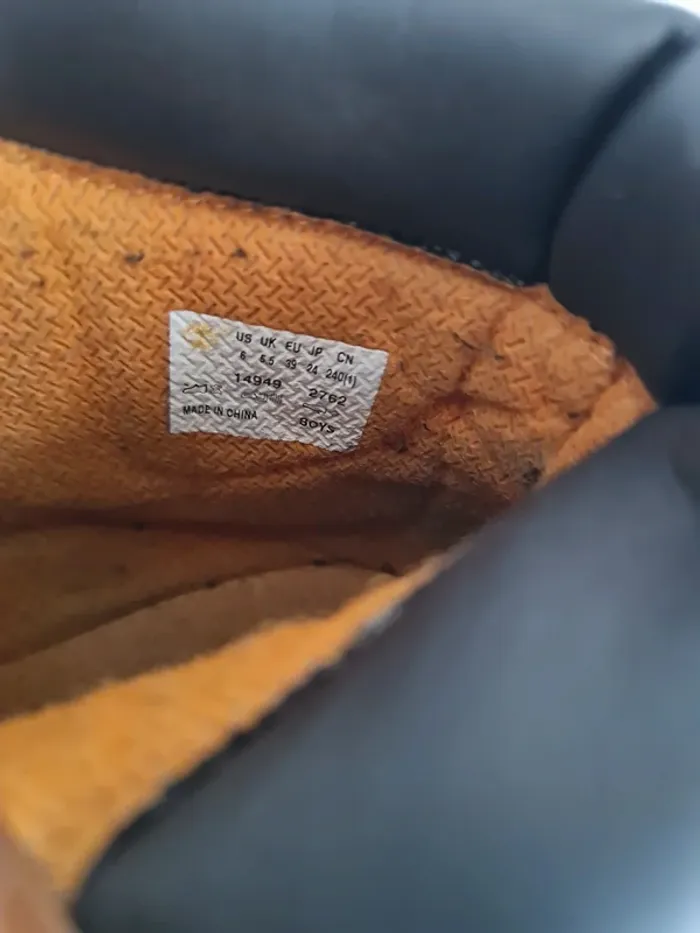 US UK EU JP CN
6 5.5 39 24 240(1)
14949 2762
MADE IN CHINA BOYS